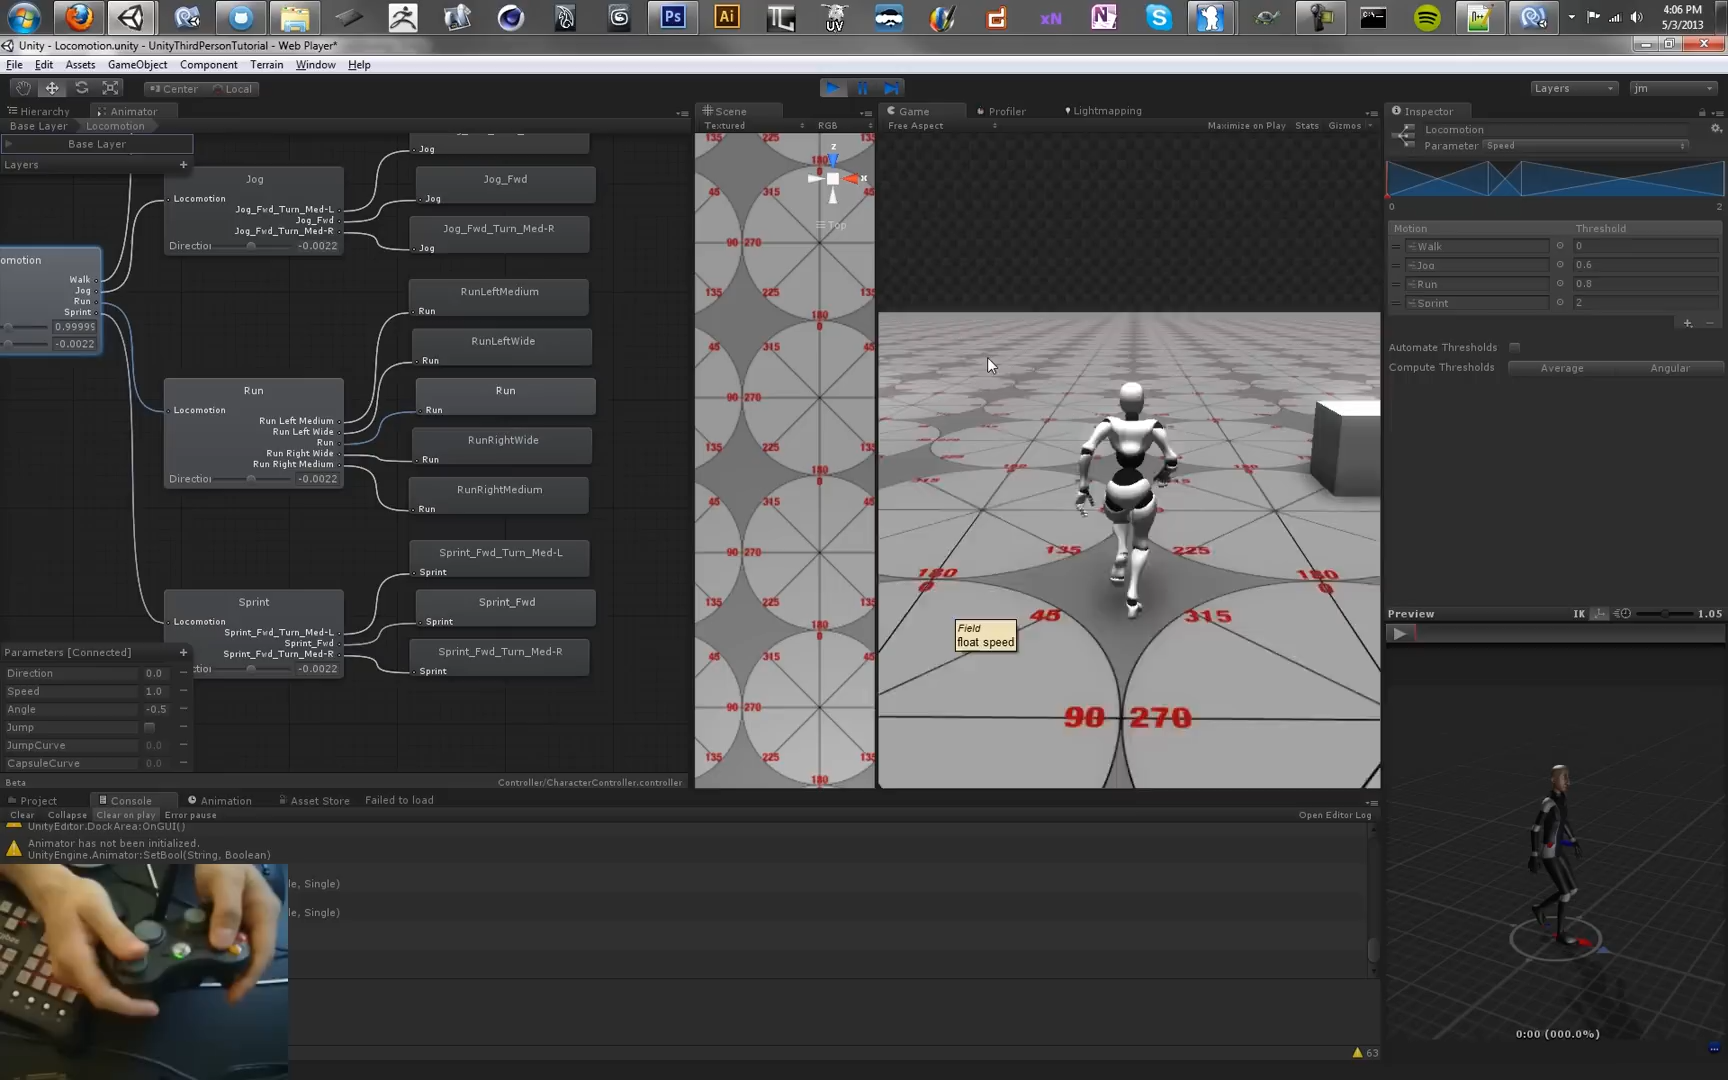 UV
xN
4:06 PM
5/3/2013
Unity - Locomotion.unity - UnityThirdPersonTutorial - Web Player*
File Edit Assets GameObject Component Terrain Window Help
Center Local
Layers
jm
Hierarchy Animator
Base Layer Locomotion
Base Layer
Layers
Jog
Locomotion
Jog_Fwd_Turn_Med-L
Jog_Fwd
Jog_Fwd_Turn_Med-R
-0.0022
Jog
Jog_Fwd
Jog
Jog_Fwd_Turn_Med-R
Jog
omotion
Walk
Jog
Run
Sprint
-0.0022
Run
Locomotion
Run Left Medium
Run Left Wide
Run
Run Right Wide
Run Right Medium
-0.0022
RunLeftMedium
Run
RunLeftWide
Run
Run
Run
RunRightWide
Run
RunRightMedium
Run
Sprint
Locomotion
Sprint_Fwd_Turn_Med-L
Sprint_Fwd
Sprint_Fwd_Turn_Med-R
-0.0022
Sprint_Fwd_Turn_Med-L
Sprint
Sprint_Fwd
Sprint
Sprint_Fwd_Turn_Med-R
Sprint
Parameters [Connected]
Direction 0.0
Speed 1.0
Angle -0.5
Jump
JumpCurve 0.0
CapsuleCurve 0.0
Beta
Controller/CharacterController.controller
Scene
Textured RGB
z
x
Top
Game Profiler Lightmapping
Free Aspect Maximize on Play Stats Gizmos
135 225
180 0
180 0
45 315
90 270
Field
float speed
Inspector
Locomotion
Parameter Speed
0 2
Motion Threshold
Walk 0
Jog 0.6
Run 0.8
Sprint 2
Automate Thresholds
Compute Thresholds Average Angular
Preview IK 1.05
0:00 (000.0%)
Project Console Animation Asset Store Failed to load
Clear Collapse Clear on play Error pause Open Editor Log
UnityEditor.DockArea:OnGUI()
Animator has not been initialized.
UnityEngine.Animator:SetBool(String, Boolean)
le, Single)
le, Single)
63